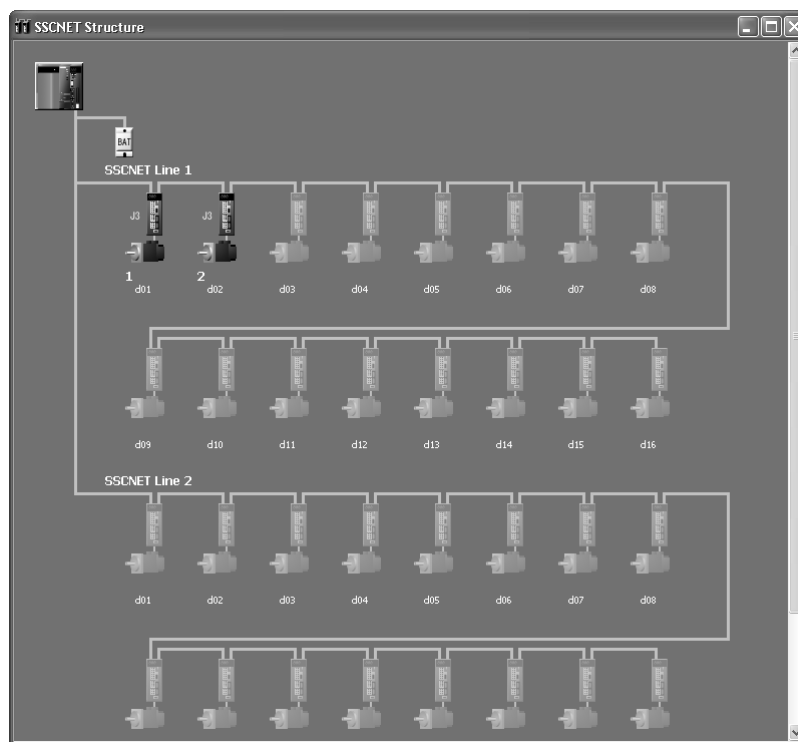 SSCNET Structure
BAT
SSCNET Line 1
J3 J3
1 2
d01 d02 d03 d04 d05 d06 d07 d08
d09 d10 d11 d12 d13 d14 d15 d16
SSCNET Line 2
d01 d02 d03 d04 d05 d06 d07 d08